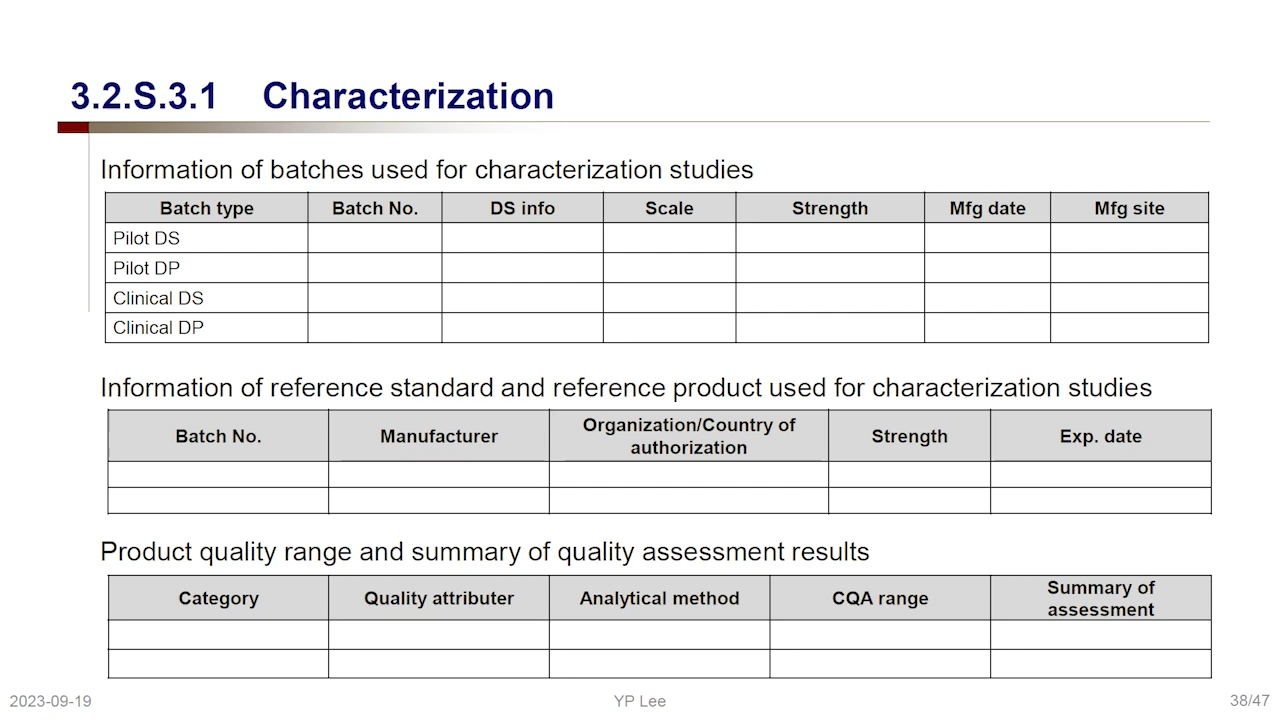 3.2.S.3.1 Characterization
Information of batches used for characterization studies
Batch type Batch No. DS info Scale Strength Mfg date Mfg site
Pilot DS
Pilot DP
Clinical DS
Clinical DP
Information of reference standard and reference product used for characterization studies
Batch No. Manufacturer Organization/Country of authorization Strength Exp. date
Product quality range and summary of quality assessment results
Category Quality attributer Analytical method CQA range Summary of assessment
2023-09-19 YP Lee 38/47